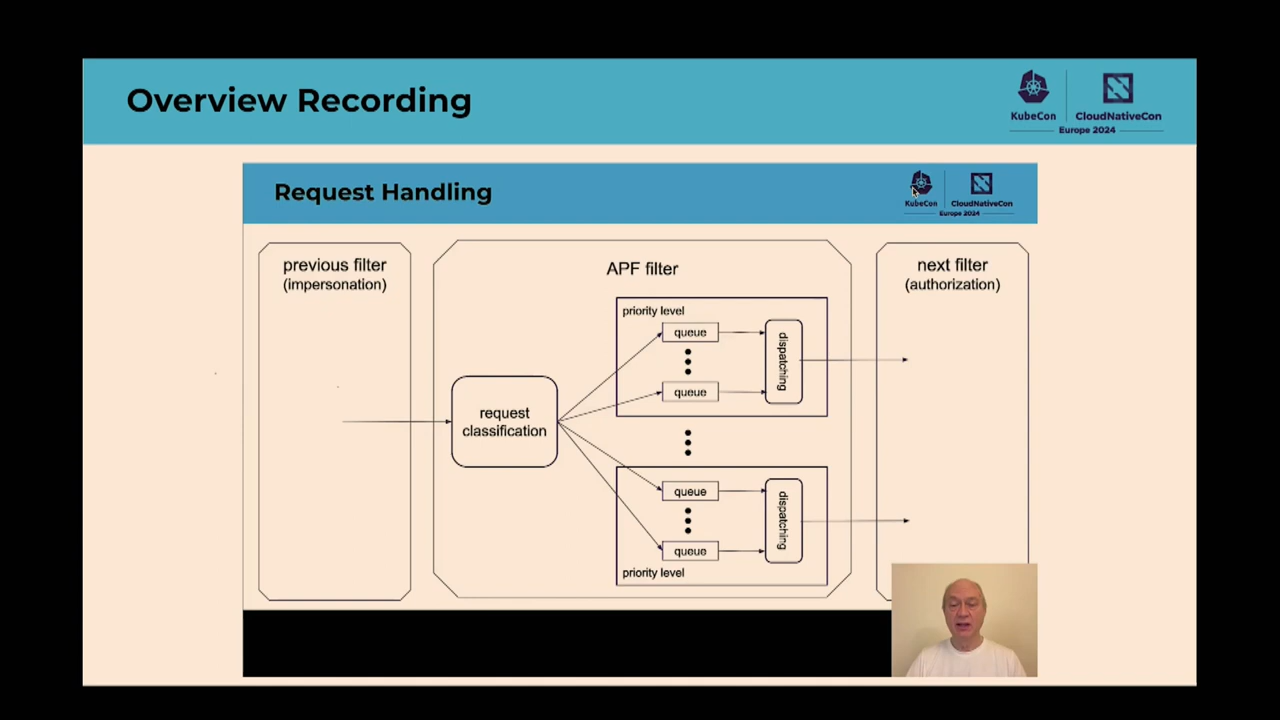 Overview Recording
KubeCon
CloudNativeCon
Europe 2024
Request Handling
KubeCon
CloudNativeCon
Europe 2024
previous filter
(impersonation)
APF filter
next filter
(authorization)
priority level
queue
queue
dispatching
request
classification
queue
queue
dispatching
priority level